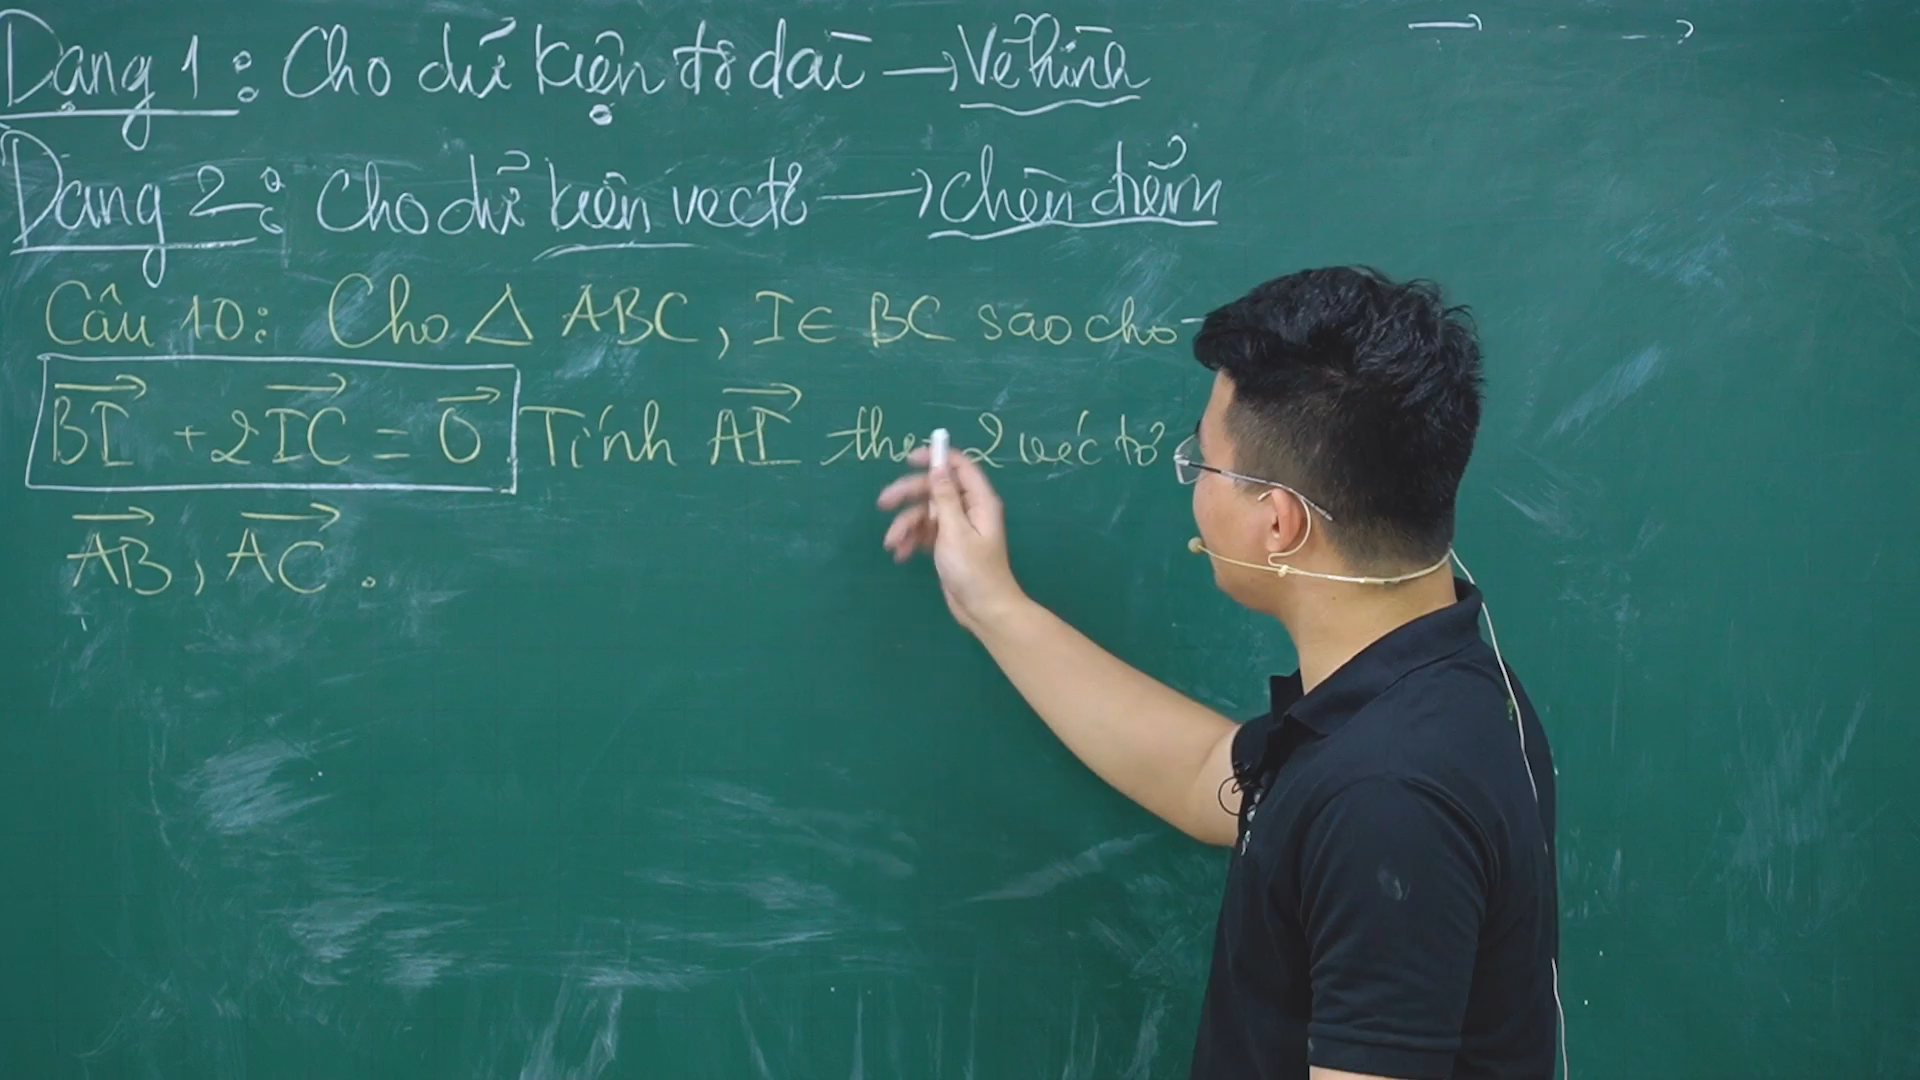 Dạng 1: Cho dữ kiện độ dài → Vẽ hình
Dạng 2: Cho dữ kiện vectơ → chèn điểm
Câu 10: Cho △ ABC, I ∈ BC sao cho
$\overrightarrow{BI} + 2\overrightarrow{IC} = \overrightarrow{0}$ Tính $\overrightarrow{AI}$ 2 véc tơ
$\overrightarrow{AB}, \overrightarrow{AC}$.